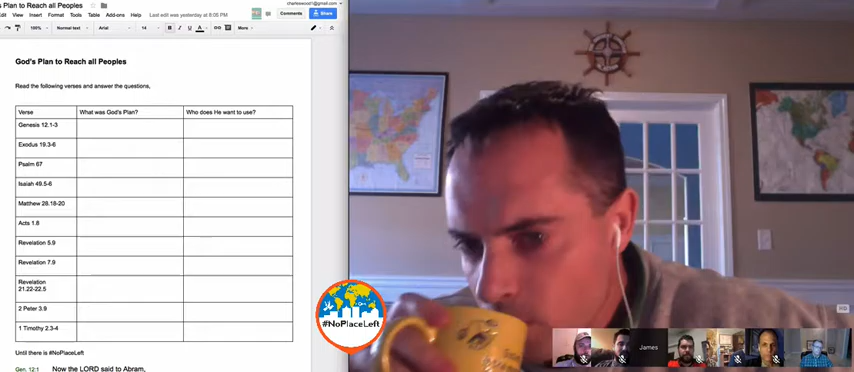 s Plan to Reach all Peoples
charleswood1@gmail.com
View Insert Format Tools Table Add-ons Help Last edit was yesterday at 8:05 PM
Comments Share
100% Normal text Arial 14 B I U A More
God's Plan to Reach all Peoples
Read the following verses and answer the questions,
Verse What was God's Plan? Who does He want to use?
Genesis 12.1-3
Exodus 19.3-6
Psalm 67
Isaiah 49.5-6
Matthew 28.18-20
Acts 1.8
Revelation 5.9
Revelation 7.9
Revelation
21.22-22.5
2 Peter 3.9
1 Timothy 2.3-4
Until there is #NoPlaceLeft
Gen. 12:1 Now the LORD said to Abram,
#NoPlaceLeft
James